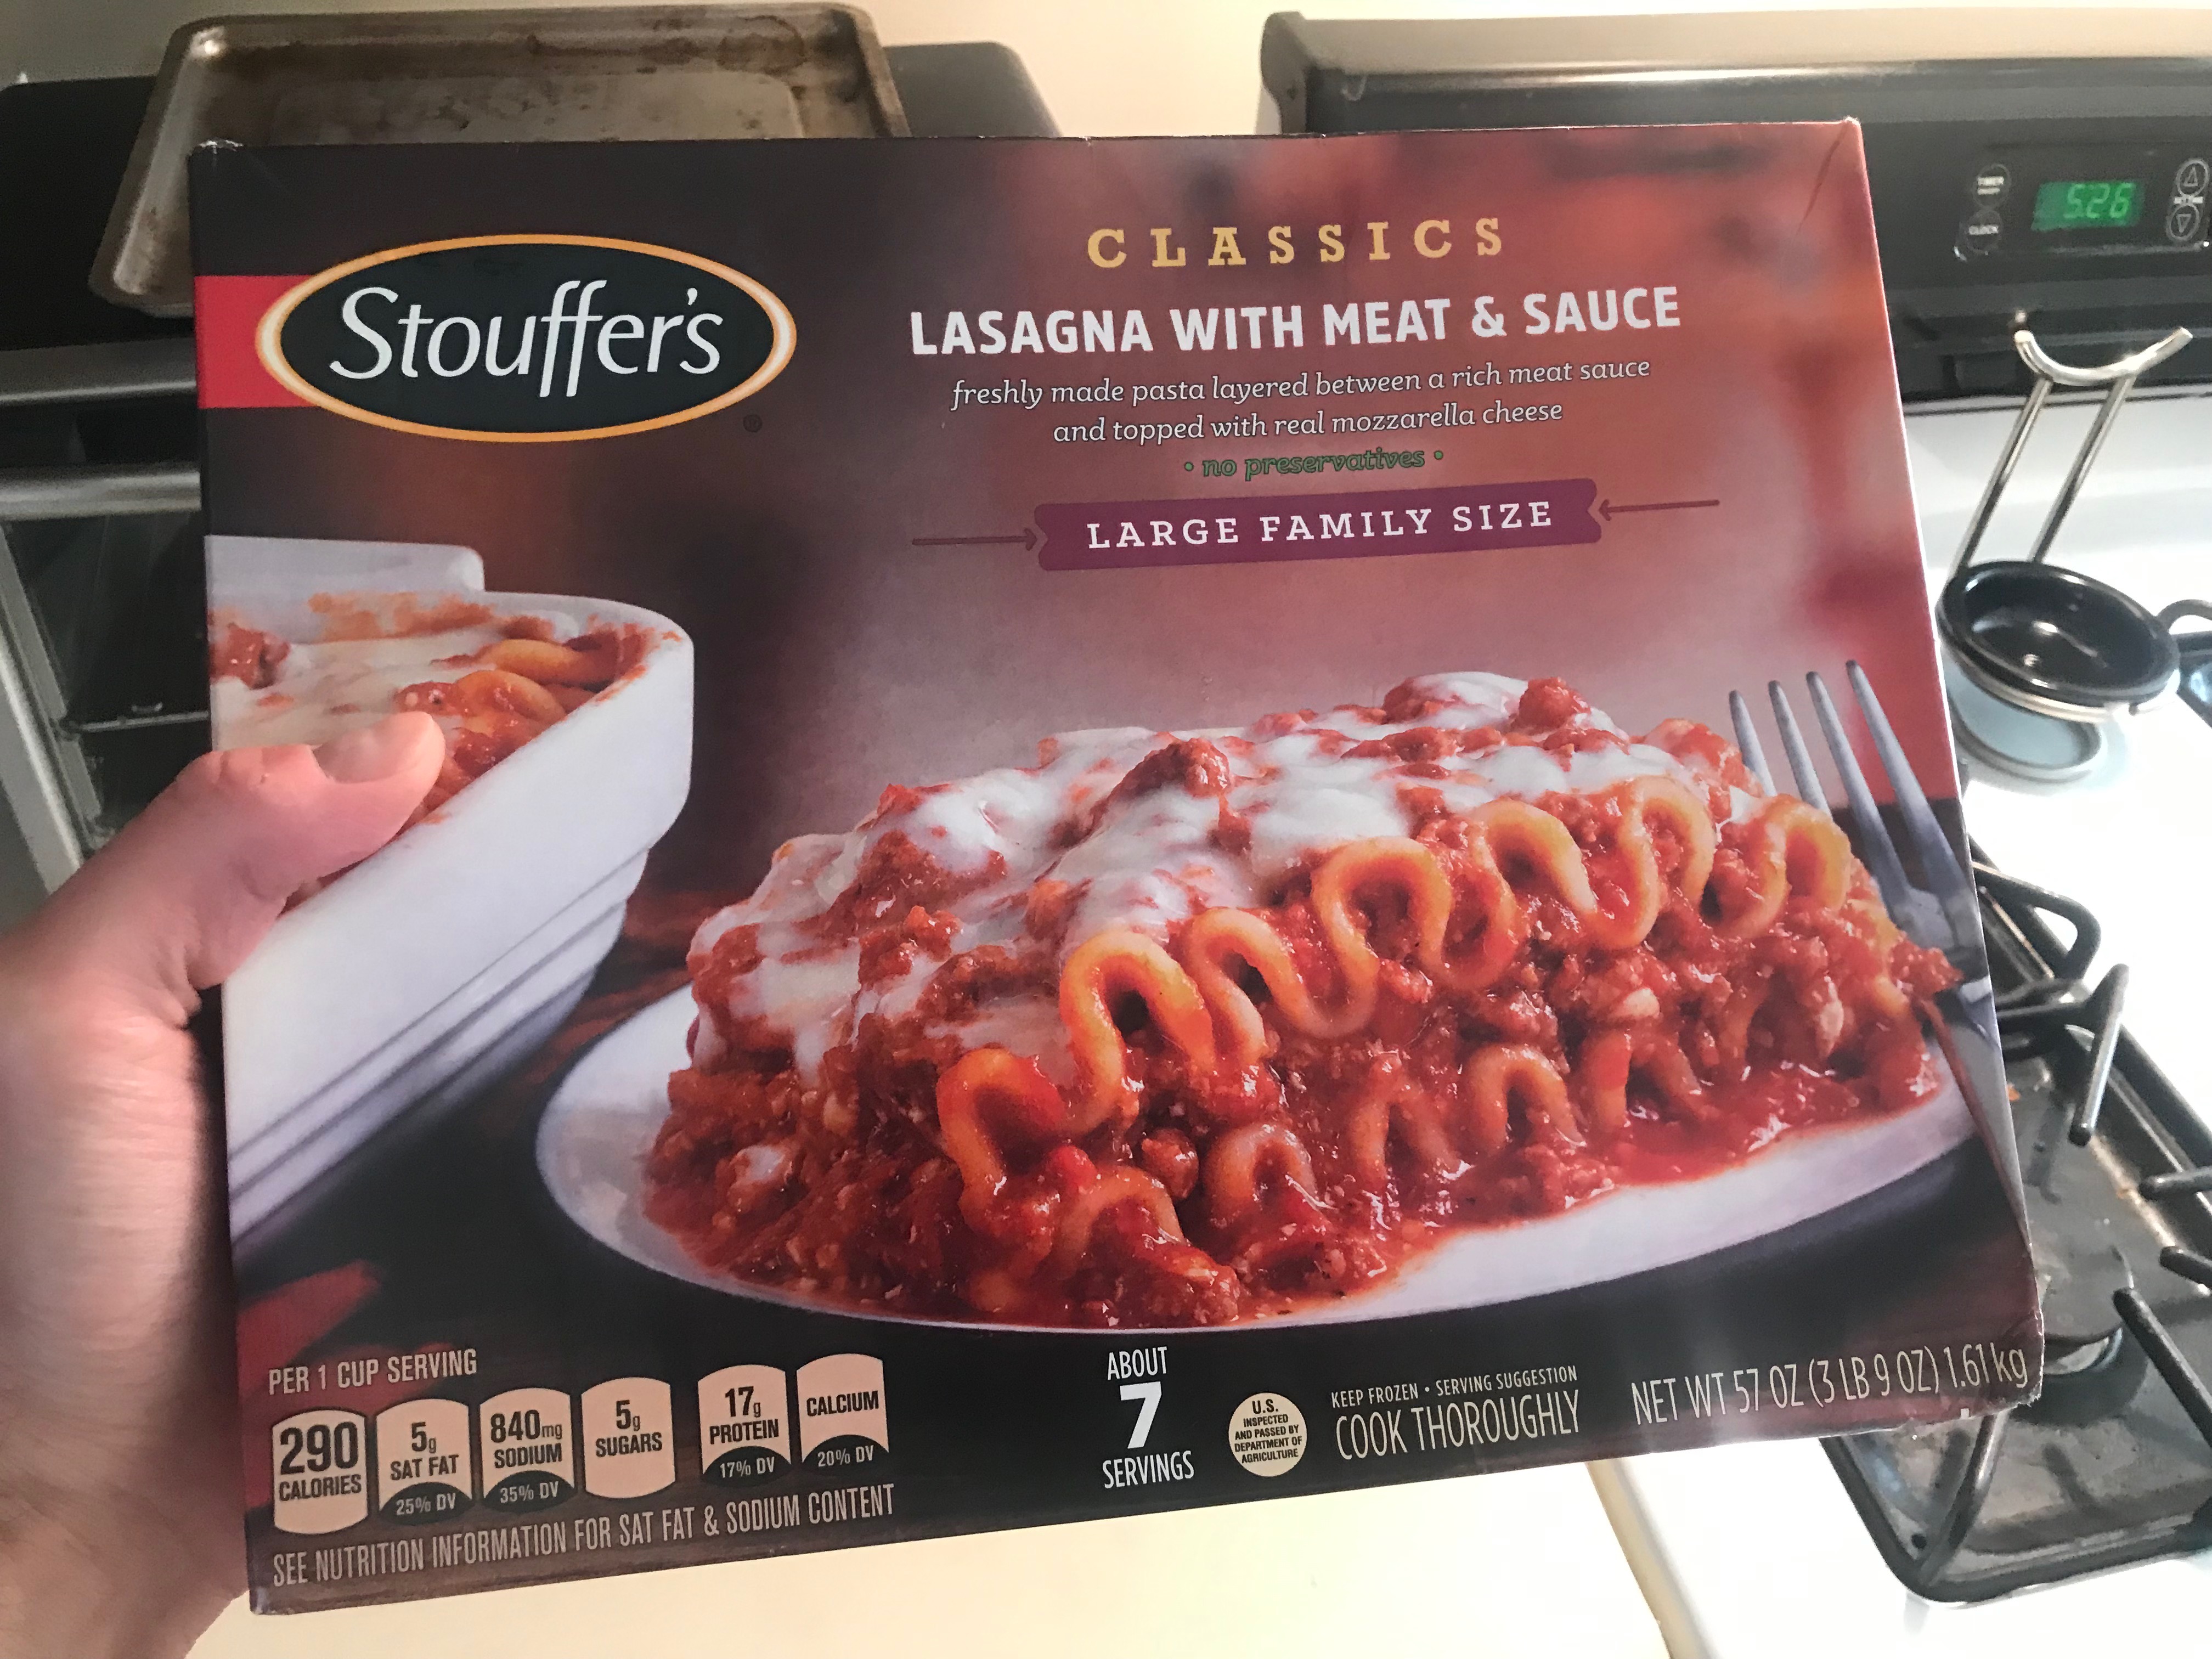 Stouffer's
®
CLASSICS
LASAGNA WITH MEAT & SAUCE
freshly made pasta layered between a rich meat sauce
and topped with real mozzarella cheese
• no preservatives •
LARGE FAMILY SIZE
PER 1 CUP SERVING
290
CALORIES
5g
SAT FAT
25% DV
840mg
SODIUM
35% DV
5g
SUGARS
17g
PROTEIN
17% DV
CALCIUM
20% DV
SEE NUTRITION INFORMATION FOR SAT FAT & SODIUM CONTENT
ABOUT
7
SERVINGS
U.S.
INSPECTED
AND PASSED BY
DEPARTMENT OF
AGRICULTURE
KEEP FROZEN • SERVING SUGGESTION
COOK THOROUGHLY
NET WT 57 OZ (3 LB 9 OZ) 1.61 kg
TIMER
CLOCK
5:26